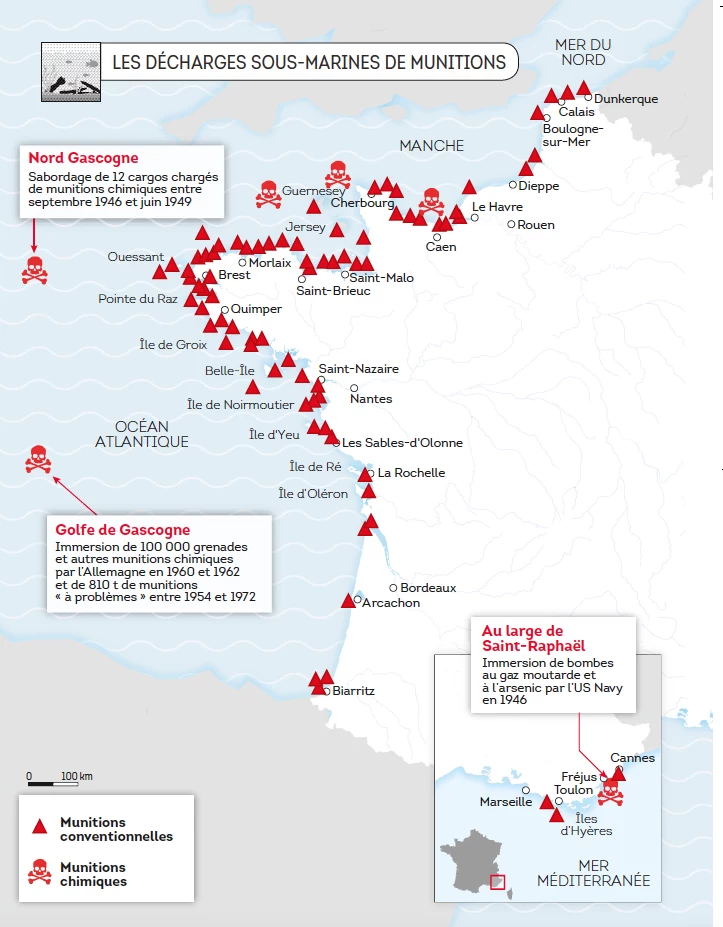 LES DÉCHARGES SOUS-MARINES DE MUNITIONS
MER DU
NORD
Dunkerque
Calais
Boulogne-
sur-Mer
MANCHE
Nord Gascogne
Sabordage de 12 cargos chargés
de munitions chimiques entre
septembre 1946 et juin 1949
Guernesey
Cherbourg
Dieppe
Le Havre
Rouen
Jersey
Caen
Ouessant
Morlaix
Brest
Saint-Malo
Saint-Brieuc
Pointe du Raz
Quimper
Île de Groix
Belle-Île
Saint-Nazaire
Nantes
Île de Noirmoutier
OCÉAN
ATLANTIQUE
Île d'Yeu
Les Sables-d'Olonne
Île de Ré
La Rochelle
Île d'Oléron
Golfe de Gascogne
Immersion de 100 000 grenades
et autres munitions chimiques
par l'Allemagne en 1960 et 1962
et de 810 t de munitions
« à problèmes » entre 1954 et 1972
Bordeaux
Arcachon
Au large de
Saint-Raphaël
Immersion de bombes
au gaz moutarde et
à l'arsenic par l'US Navy
en 1946
Biarritz
Cannes
Fréjus
Toulon
Marseille
Îles
d'Hyères
MER
MÉDITERRANÉE
0 100 km
Munitions
conventionnelles
Munitions
chimiques